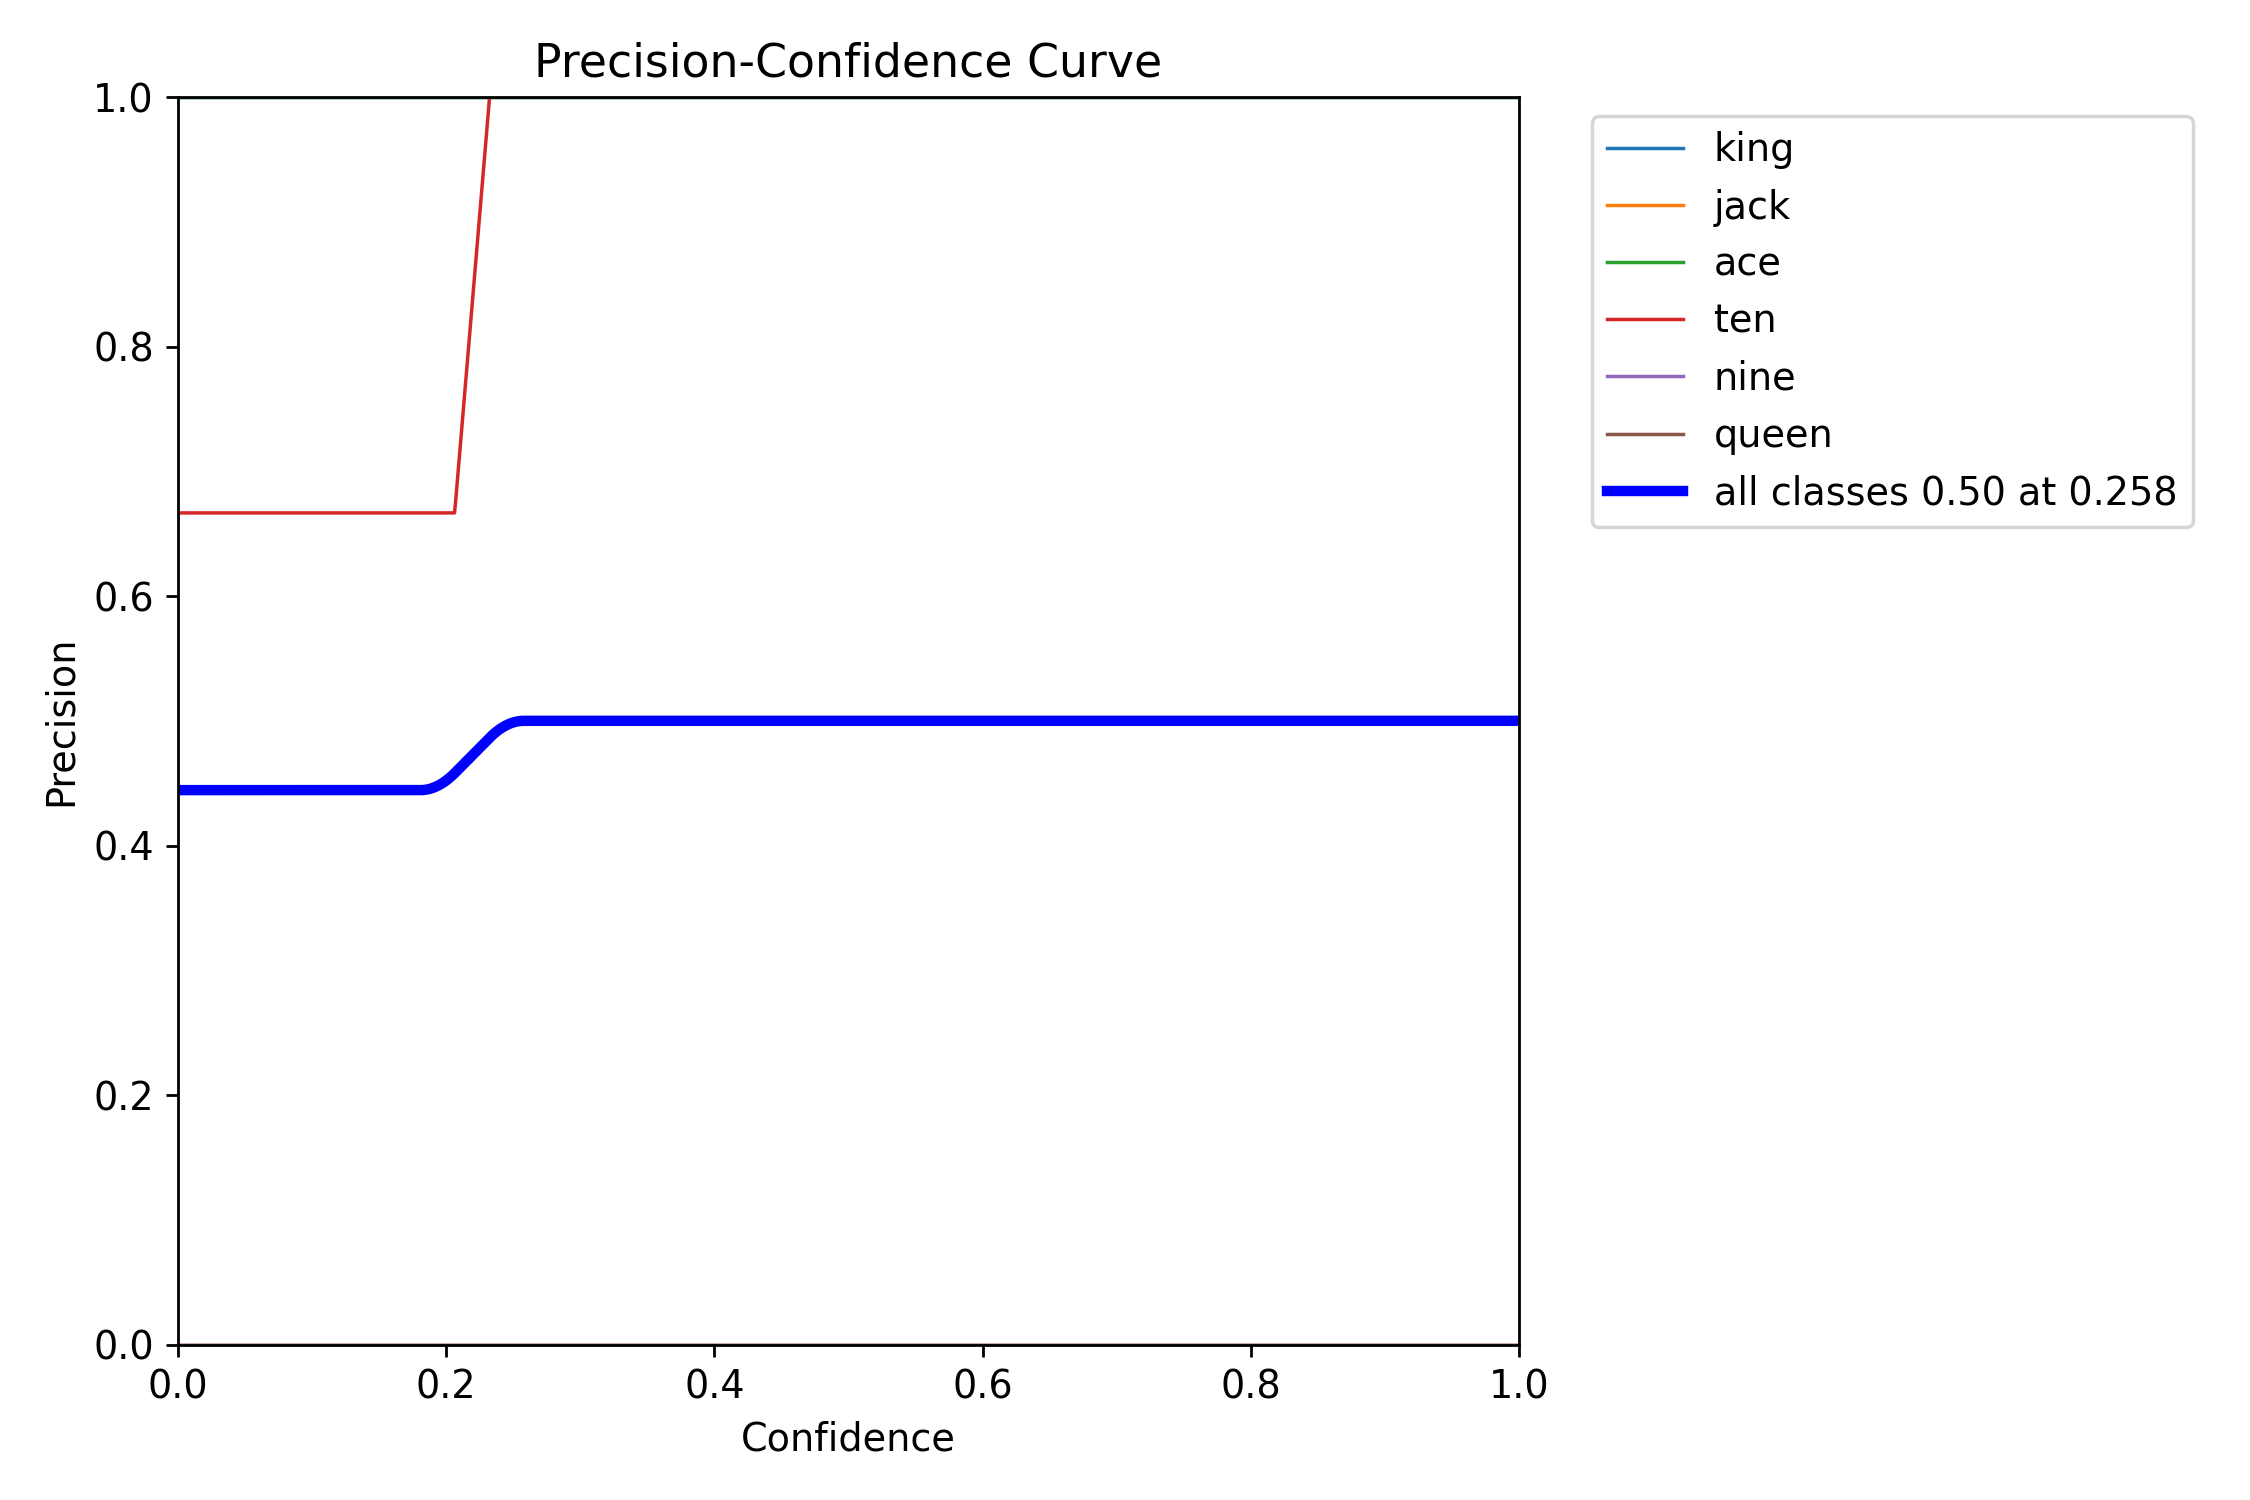 Precision-Confidence Curve
1.0
0.8
0.6
0.4
0.2
0.0
Precision
0.0 0.2 0.4 0.6 0.8 1.0
Confidence
king
jack
ace
ten
nine
queen
all classes 0.50 at 0.258